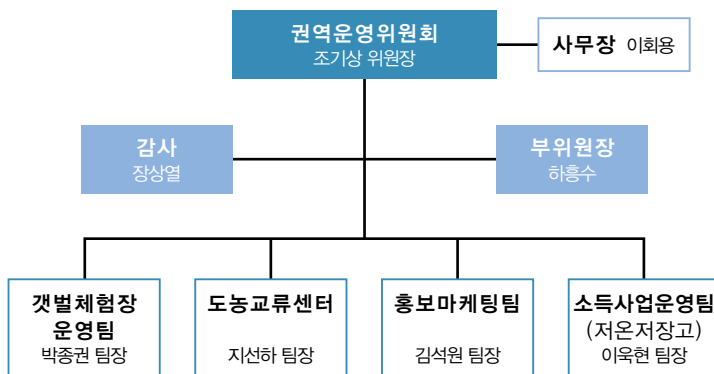 권역운영위원회
조기상 위원장
사무장 이회용
감사
장상열
부위원장
하흥수
갯벌체험장
운영팀
박종권 팀장
도농교류센터
지선하 팀장
홍보마케팅팀
김석원 팀장
소득사업운영팀
(저온저장고)
이욱현 팀장